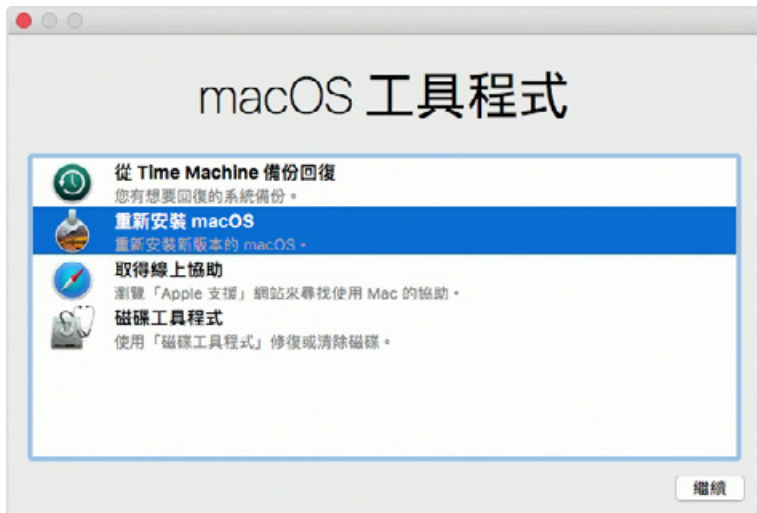 macOS 工具程式
從 Time Machine 備份回復
您有想要回復的系統備份。
重新安裝 macOS
重新安裝新版本的 macOS。
取得線上協助
瀏覽「Apple 支援」網站來尋找使用 Mac 的協助。
磁碟工具程式
使用「磁碟工具程式」修復或清除磁碟。
繼續